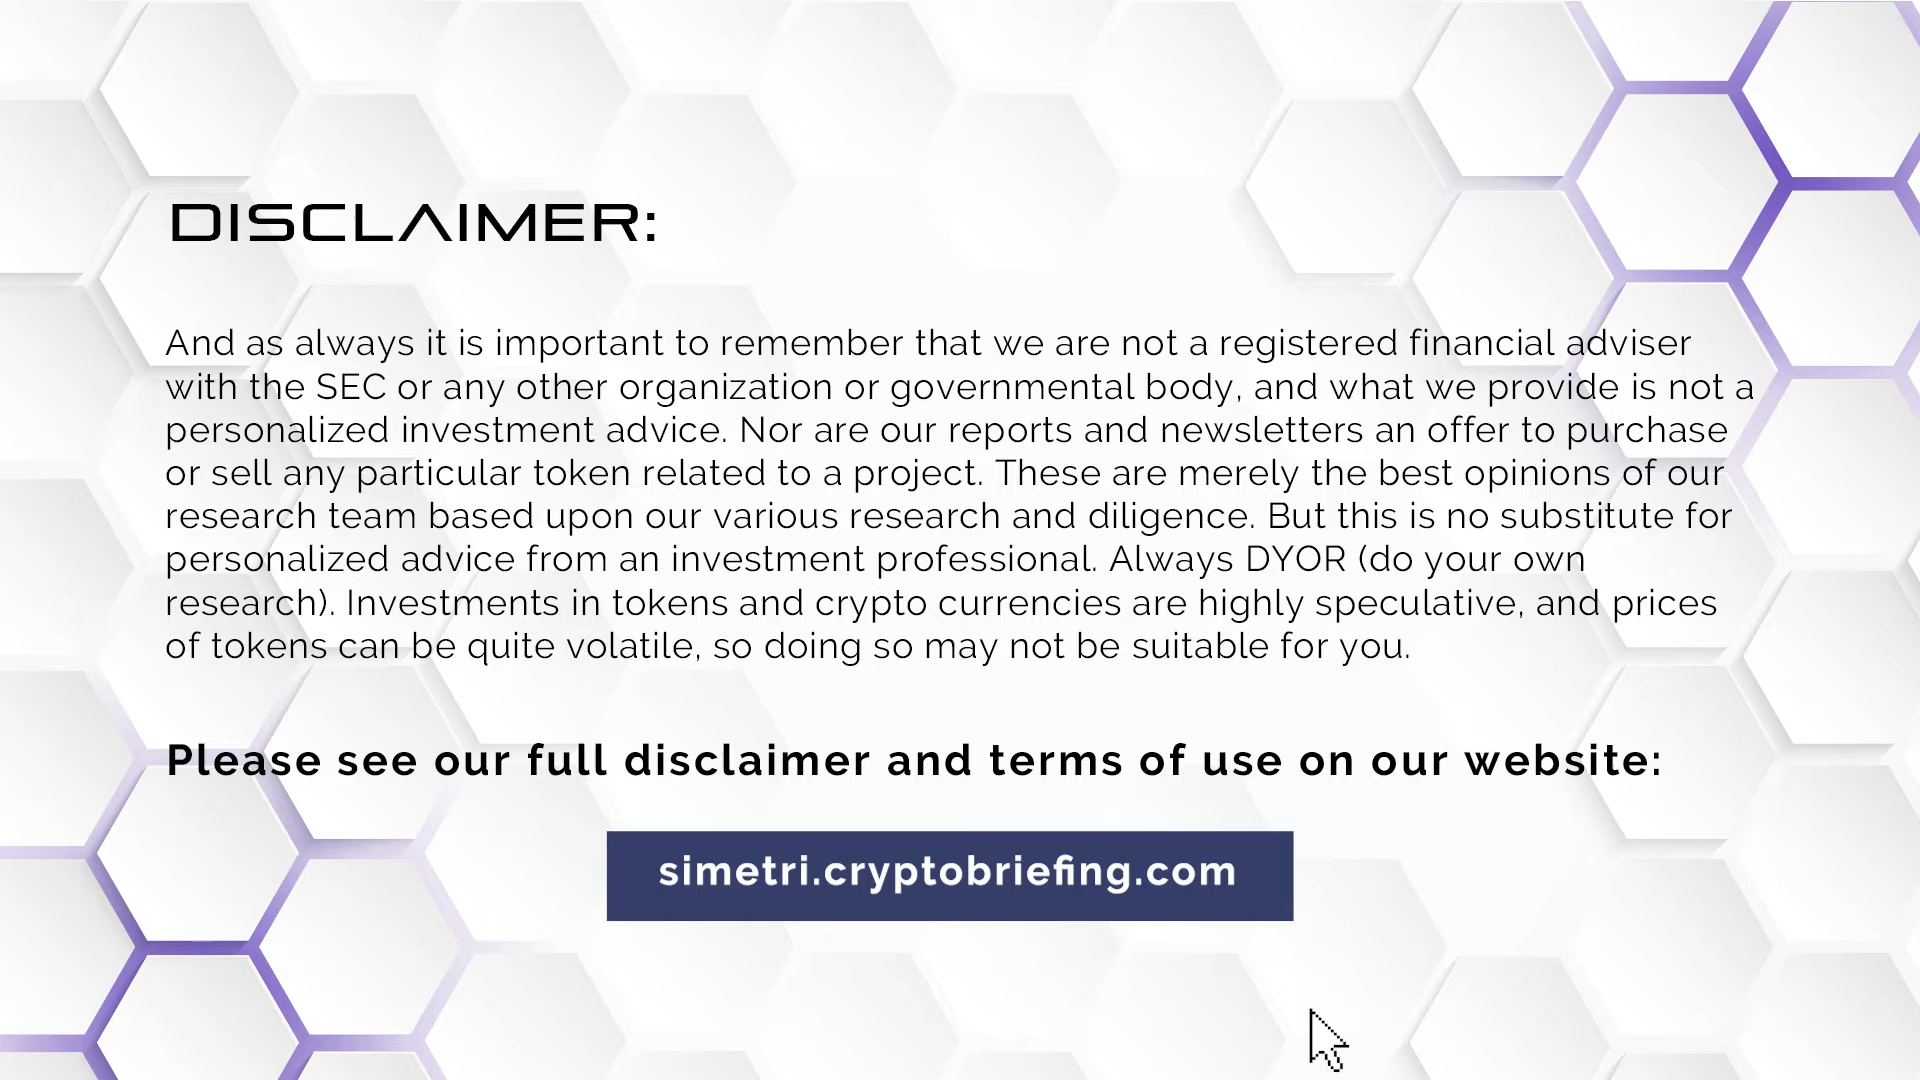 DISCLAIMER:
And as always it is important to remember that we are not a registered financial adviser
with the SEC or any other organization or governmental body, and what we provide is not a
personalized investment advice. Nor are our reports and newsletters an offer to purchase
or sell any particular token related to a project. These are merely the best opinions of our
research team based upon our various research and diligence. But this is no substitute for
personalized advice from an investment professional. Always DYOR (do your own
research). Investments in tokens and crypto currencies are highly speculative, and prices
of tokens can be quite volatile, so doing so may not be suitable for you.
Please see our full disclaimer and terms of use on our website:
simetri.cryptobriefing.com